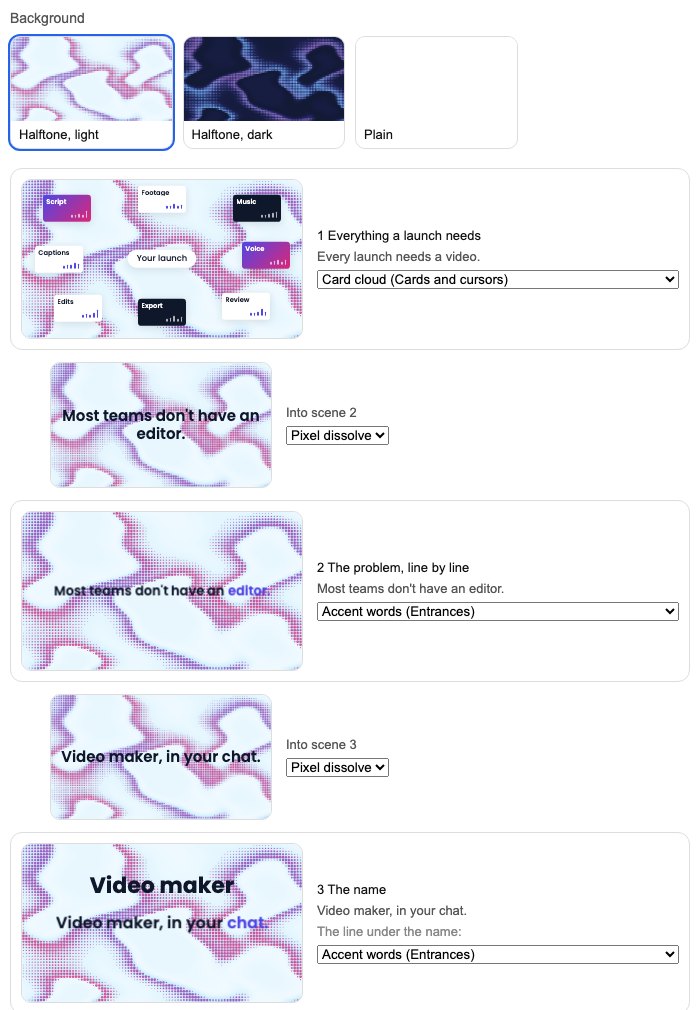 Background
Halftone, light
Halftone, dark
Plain
Script
Footage
Music
Captions
Your launch
Voice
Edits
Export
Review
1 Everything a launch needs
Every launch needs a video.
Card cloud (Cards and cursors)
Most teams don't have an
editor.
Into scene 2
Pixel dissolve
Most teams don't have an editor.
2 The problem, line by line
Most teams don't have an editor.
Accent words (Entrances)
Video maker, in your chat.
Into scene 3
Pixel dissolve
Video maker
Video maker, in your chat.
3 The name
Video maker, in your chat.
The line under the name:
Accent words (Entrances)